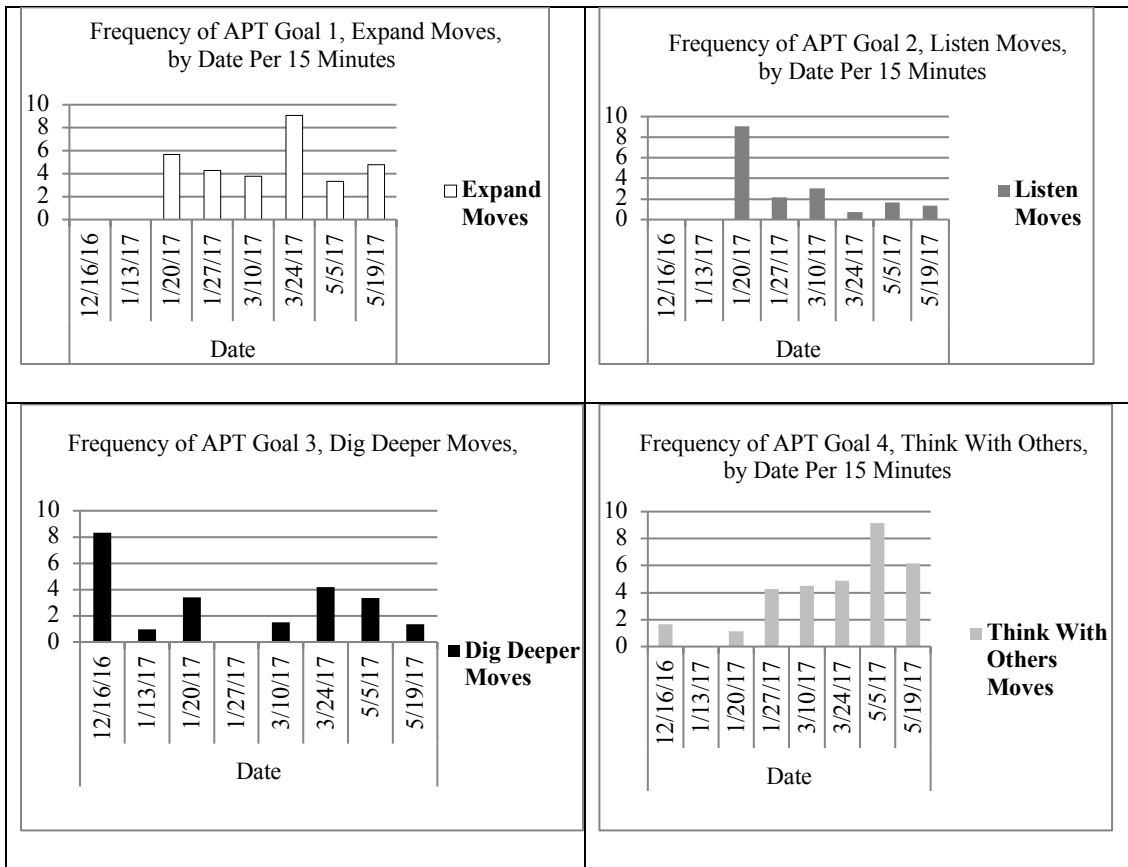 Frequency of APT Goal 1, Expand Moves,
by Date Per 15 Minutes
10
8
6
4
2
0
12/16/16
1/13/17
1/20/17
1/27/17
3/10/17
3/24/17
5/5/17
5/19/17
Date
Expand
Moves
Frequency of APT Goal 2, Listen Moves,
by Date Per 15 Minutes
10
8
6
4
2
0
12/16/16
1/13/17
1/20/17
1/27/17
3/10/17
3/24/17
5/5/17
5/19/17
Date
Listen
Moves
Frequency of APT Goal 3, Dig Deeper Moves,
10
8
6
4
2
0
12/16/16
1/13/17
1/20/17
1/27/17
3/10/17
3/24/17
5/5/17
5/19/17
Date
Dig Deeper
Moves
Frequency of APT Goal 4, Think With Others,
by Date Per 15 Minutes
10
8
6
4
2
0
12/16/16
1/13/17
1/20/17
1/27/17
3/10/17
3/24/17
5/5/17
5/19/17
Date
Think With
Others
Moves